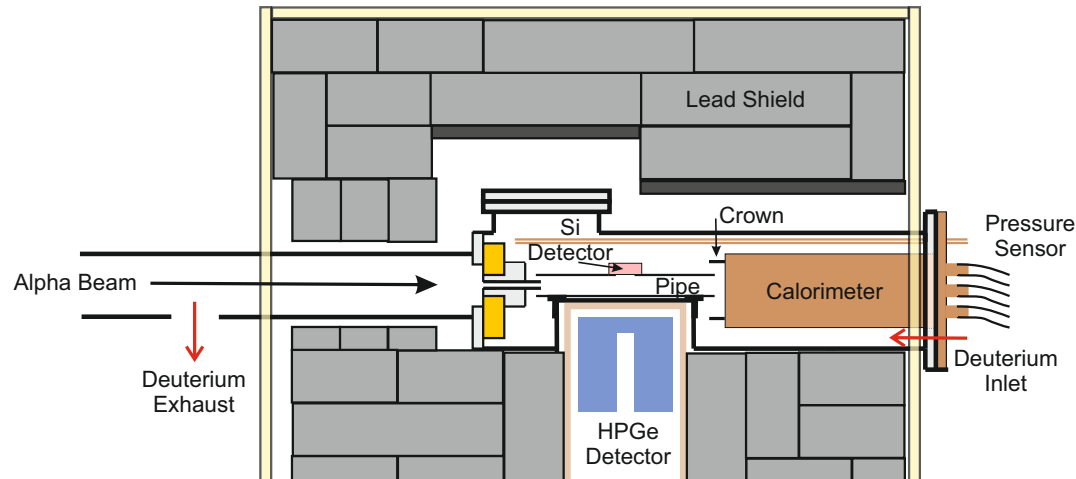 Lead Shield
Crown
Si
Detector
Pressure
Sensor
Alpha Beam
Pipe
Calorimeter
Deuterium
Exhaust
Deuterium
Inlet
HPGe
Detector